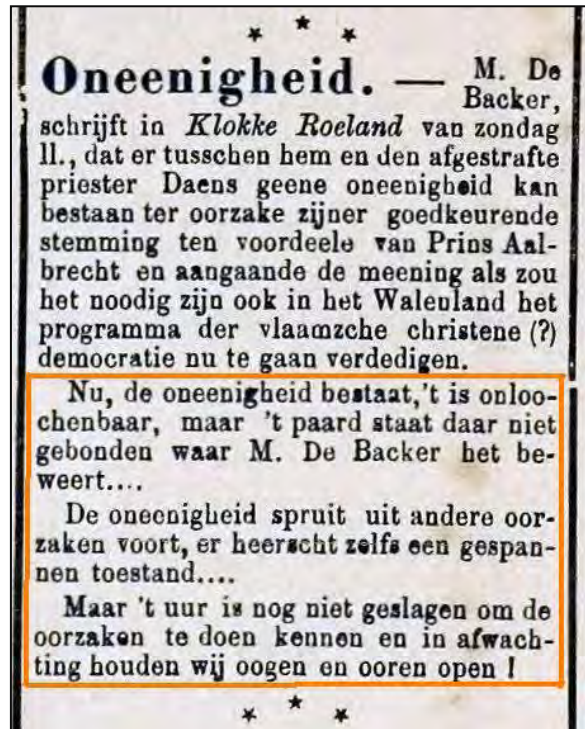 * * *
Oneenigheid. — M. De
Backer,
schrijft in Klokke Roeland van zondag
ll., dat er tusschen hem en den afgestrafte
priester Daens geene oneenigheid kan
bestaan ter oorzake zijner goedkeurende
stemming ten voordeele van Prins Aal-
brecht en aangaande de meening als zou
het noodig zijn ook in het Walenland het
programma der vlaamzche christene (?)
democratie nu te gaan verdedigen.
Nu, de oneenigheid bestaat,'t is onloo-
chenbaar, maar 't paard staat daar niet
gebonden waar M. De Backer het be-
weert....
De oneenigheid spruit uit andere oor-
zaken voort, er heerscht zelfs een gespan-
nen toestand....
Maar 't uur is nog niet geslagen om de
oorzaken te doen kennen en in afwach-
ting houden wij oogen en ooren open !
* * *